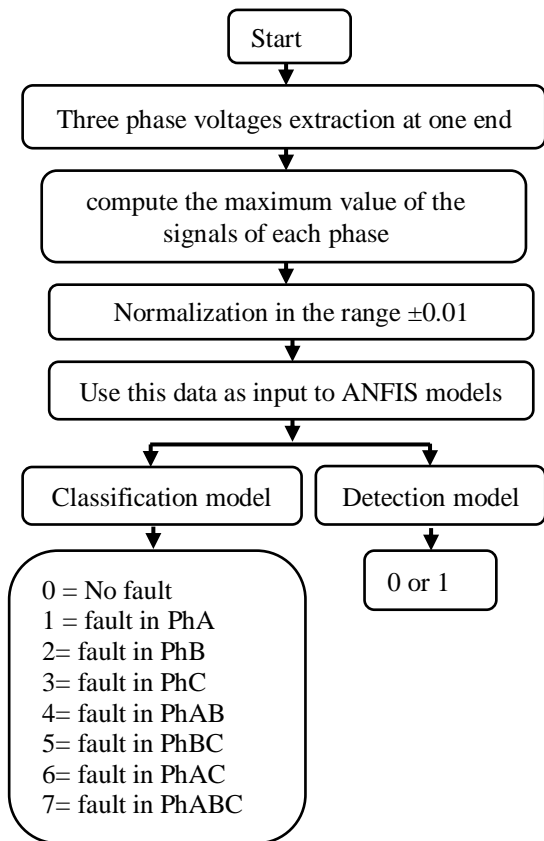 Start
Three phase voltages extraction at one end
compute the maximum value of the
signals of each phase
Normalization in the range ±0.01
Use this data as input to ANFIS models
Classification model
Detection model
0 = No fault
1 = fault in PhA
2= fault in PhB
3= fault in PhC
4= fault in PhAB
5= fault in PhBC
6= fault in PhAC
7= fault in PhABC
0 or 1